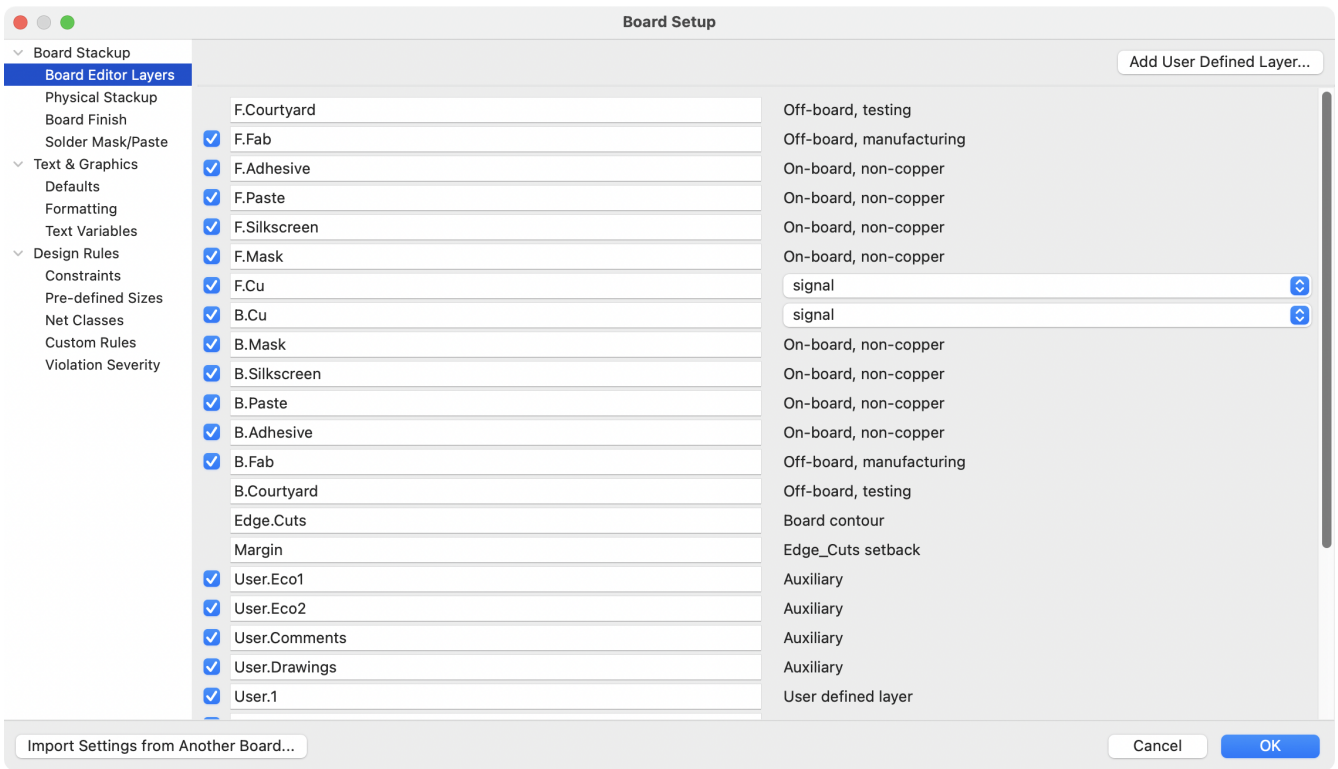 Board Setup
Board Stackup
Board Editor Layers
Physical Stackup
Board Finish
Solder Mask/Paste
Text & Graphics
Defaults
Formatting
Text Variables
Design Rules
Constraints
Pre-defined Sizes
Net Classes
Custom Rules
Violation Severity
Add User Defined Layer...
F.Courtyard Off-board, testing
F.Fab Off-board, manufacturing
F.Adhesive On-board, non-copper
F.Paste On-board, non-copper
F.Silkscreen On-board, non-copper
F.Mask On-board, non-copper
F.Cu signal
B.Cu signal
B.Mask On-board, non-copper
B.Silkscreen On-board, non-copper
B.Paste On-board, non-copper
B.Adhesive On-board, non-copper
B.Fab Off-board, manufacturing
B.Courtyard Off-board, testing
Edge.Cuts Board contour
Margin Edge_Cuts setback
User.Eco1 Auxiliary
User.Eco2 Auxiliary
User.Comments Auxiliary
User.Drawings Auxiliary
User.1 User defined layer
Import Settings from Another Board...
Cancel
OK